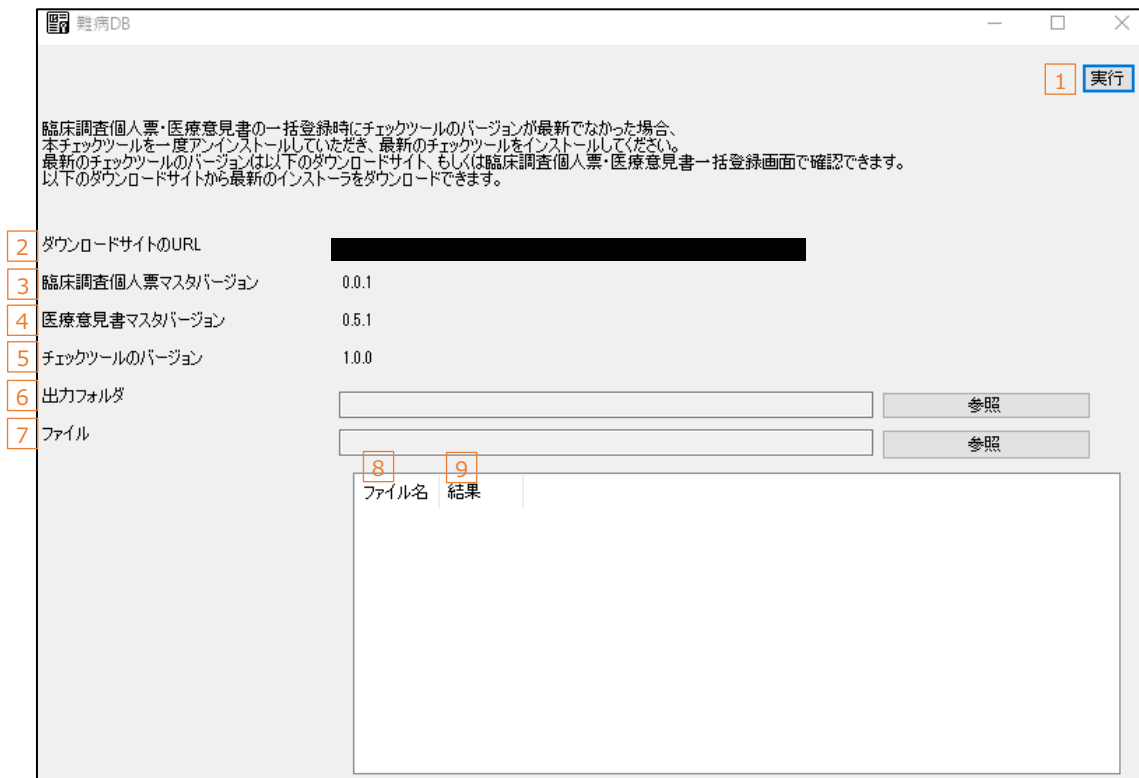 難病DB
1 実行
臨床調査個人票・医療意見書の一括登録時にチェックツールのバージョンが最新でなかった場合、
本チェックツールを一度アンインストールしていただき、最新のチェックツールをインストールしてください。
最新のチェックツールのバージョンは以下のダウンロードサイト、もしくは臨床調査個人票・医療意見書一括登録画面で確認できます。
以下のダウンロードサイトから最新のインストーラをダウンロードできます。
2 ダウンロードサイトのURL
3 臨床調査個人票マスタバージョン 0.0.1
4 医療意見書マスタバージョン 0.5.1
5 チェックツールのバージョン 1.0.0
6 出力フォルダ 参照
7 ファイル 参照
8 9
ファイル名 結果